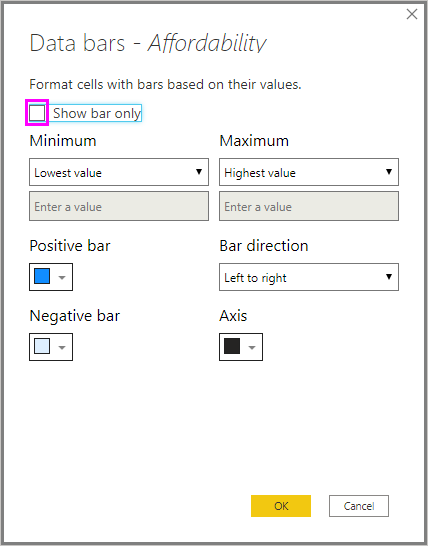 Data bars - Affordability
Format cells with bars based on their values.
Show bar only
Minimum
Maximum
Lowest value
Highest value
Enter a value
Enter a value
Positive bar
Bar direction
Left to right
Negative bar
Axis
OK
Cancel